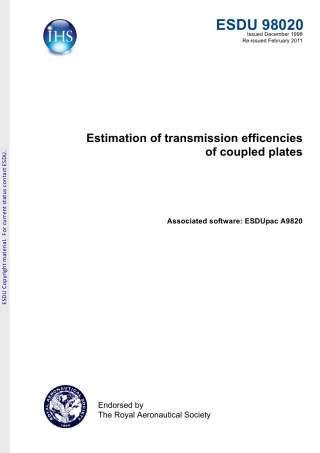 IHS
ESDU 98020
Issued December 1998
Re-issued February 2011
Estimation of transmission efficencies
of coupled plates
Associated software: ESDUpac A9820
ESDU Copyright material. For current status contact ESDU.
Endorsed by
The Royal Aeronautical Society